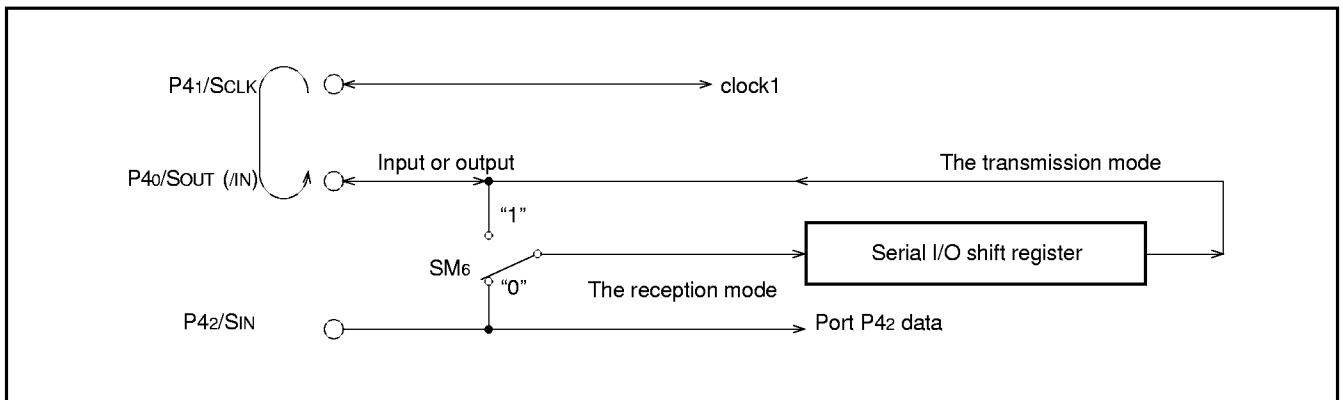 P41/SCLK
clock1
P40/SOUT (/IN)
Input or output
The transmission mode
“1”
SM6
“0”
Serial I/O shift register
The reception mode
P42/SIN
Port P42 data